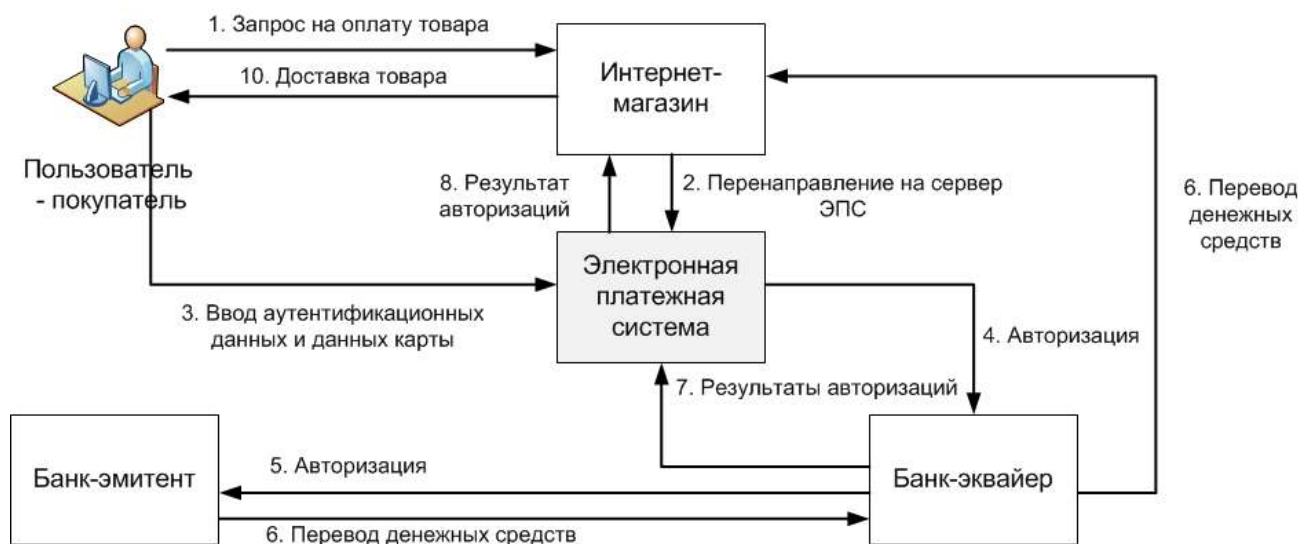 1. Запрос на оплату товара
10. Доставка товара
Интернет-
магазин
Пользователь
- покупатель
8. Результат
авторизаций
2. Перенаправление на сервер
ЭПС
6. Перевод
денежных
средств
Электронная
платежная
система
3. Ввод аутентификационных
данных и данных карты
4. Авторизация
7. Результаты авторизаций
Банк-эмитент
5. Авторизация
Банк-эквайер
6. Перевод денежных средств